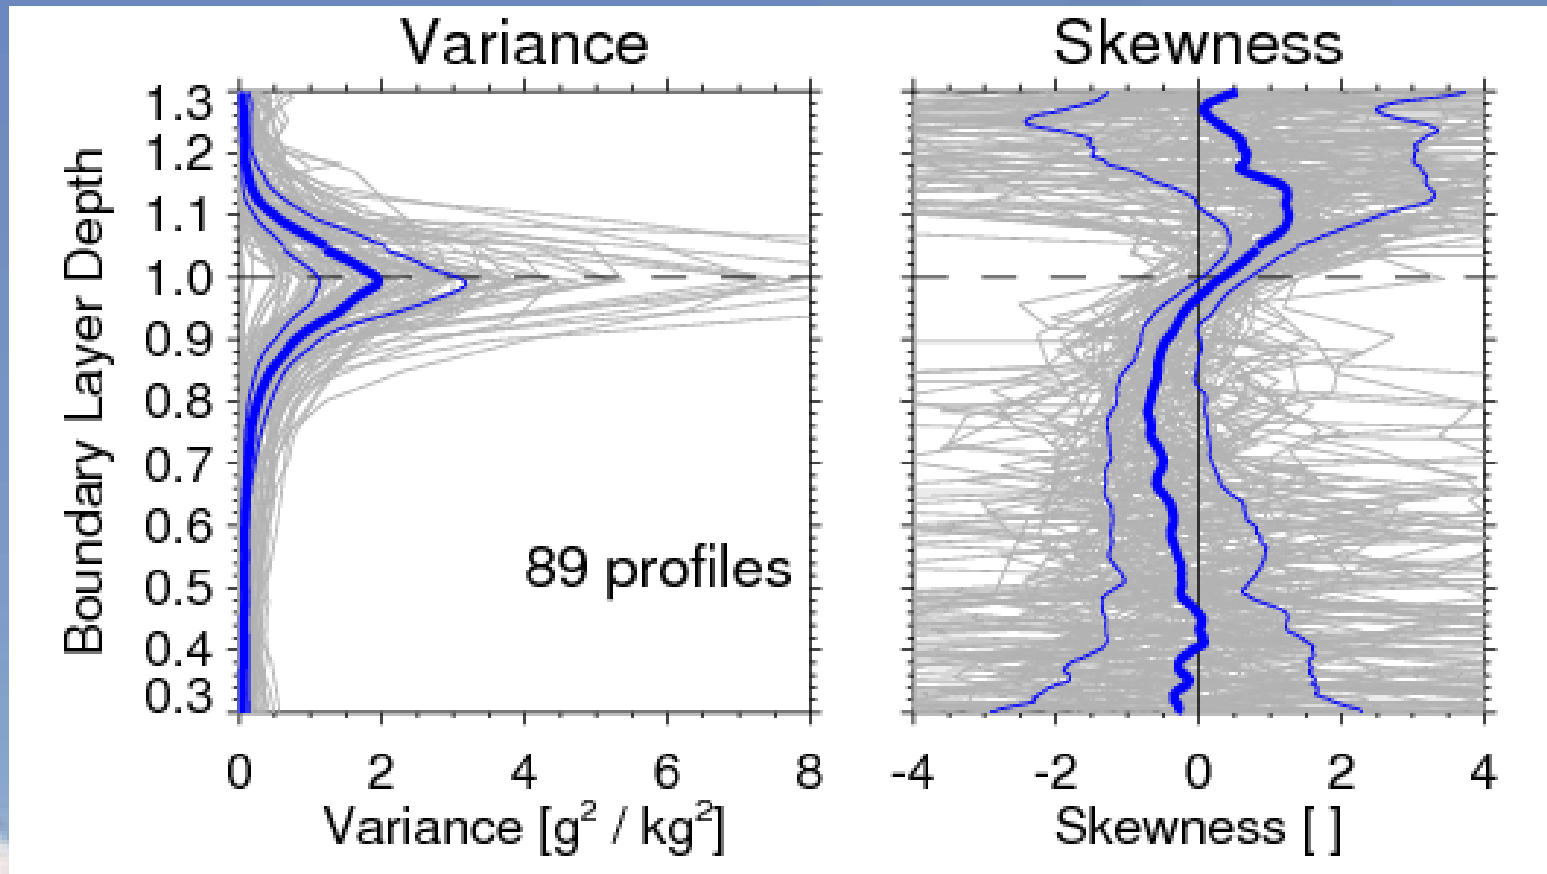 Variance
Skewness
Boundary Layer Depth
1.3
1.2
1.1
1.0
0.9
0.8
0.7
0.6
0.5
0.4
0.3
89 profiles
0 2 4 6 8
-4 -2 0 2 4
Variance [g² / kg²]
Skewness [ ]